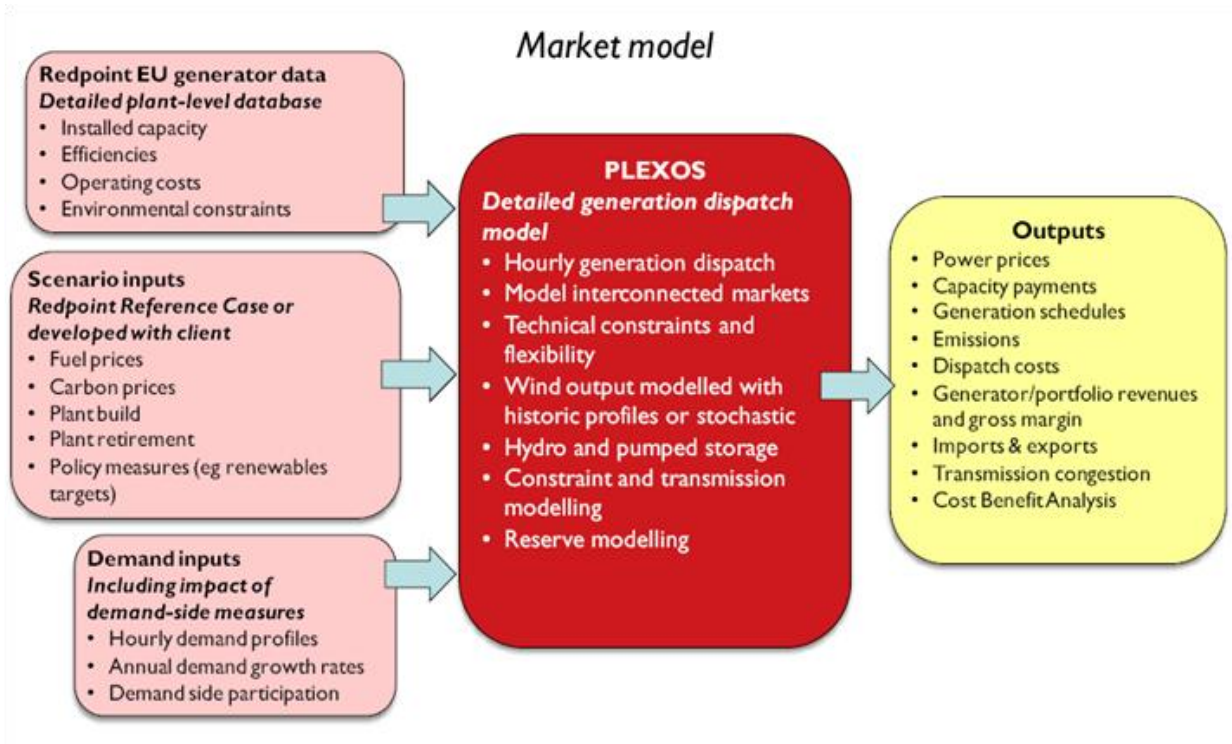 Market model
Redpoint EU generator data
Detailed plant-level database
• Installed capacity
• Efficiencies
• Operating costs
• Environmental constraints
Scenario inputs
Redpoint Reference Case or
developed with client
• Fuel prices
• Carbon prices
• Plant build
• Plant retirement
• Policy measures (eg renewables
targets)
Demand inputs
Including impact of
demand-side measures
• Hourly demand profiles
• Annual demand growth rates
• Demand side participation
PLEXOS
Detailed generation dispatch
model
• Hourly generation dispatch
• Model interconnected markets
• Technical constraints and
flexibility
• Wind output modelled with
historic profiles or stochastic
• Hydro and pumped storage
• Constraint and transmission
modelling
• Reserve modelling
Outputs
• Power prices
• Capacity payments
• Generation schedules
• Emissions
• Dispatch costs
• Generator/portfolio revenues
and gross margin
• Imports & exports
• Transmission congestion
• Cost Benefit Analysis